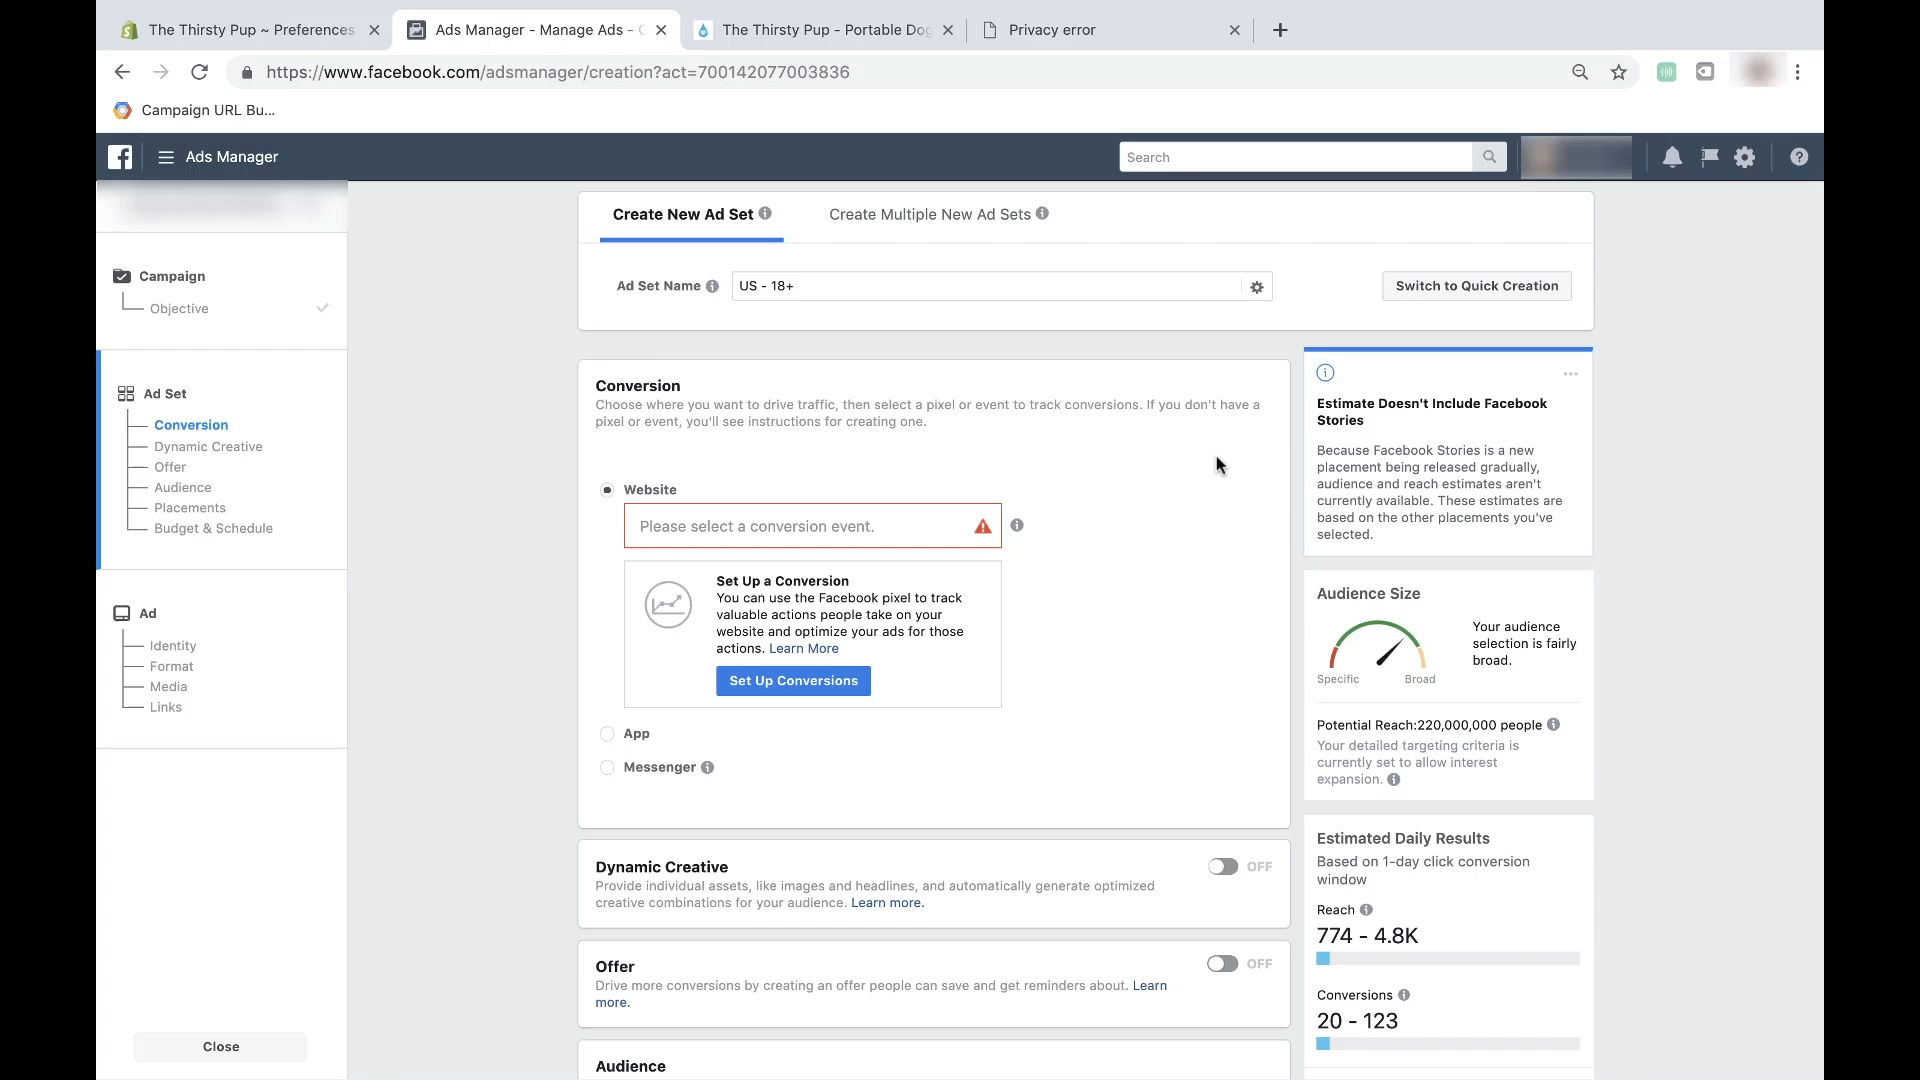 The Thirsty Pup ~ Preferences
Ads Manager - Manage Ads - C
The Thirsty Pup - Portable Dog
Privacy error
https://www.facebook.com/adsmanager/creation?act=700142077003836
Campaign URL Bu...
Ads Manager
Search
Create New Ad Set
Create Multiple New Ad Sets
Ad Set Name
US - 18+
Switch to Quick Creation
Campaign
Objective
Ad Set
Conversion
Dynamic Creative
Offer
Audience
Placements
Budget & Schedule
Ad
Identity
Format
Media
Links
Close
Conversion
Choose where you want to drive traffic, then select a pixel or event to track conversions. If you don't have a
pixel or event, you'll see instructions for creating one.
Website
Please select a conversion event.
Set Up a Conversion
You can use the Facebook pixel to track
valuable actions people take on your
website and optimize your ads for those
actions. Learn More
Set Up Conversions
App
Messenger
Dynamic Creative
OFF
Provide individual assets, like images and headlines, and automatically generate optimized
creative combinations for your audience. Learn more.
Offer
OFF
Drive more conversions by creating an offer people can save and get reminders about. Learn
more.
Audience
Estimate Doesn't Include Facebook
Stories
Because Facebook Stories is a new
placement being released gradually,
audience and reach estimates aren't
currently available. These estimates are
based on the other placements you've
selected.
Audience Size
Your audience
selection is fairly
broad.
Specific
Broad
Potential Reach:220,000,000 people
Your detailed targeting criteria is
currently set to allow interest
expansion.
Estimated Daily Results
Based on 1-day click conversion
window
Reach
774 - 4.8K
Conversions
20 - 123